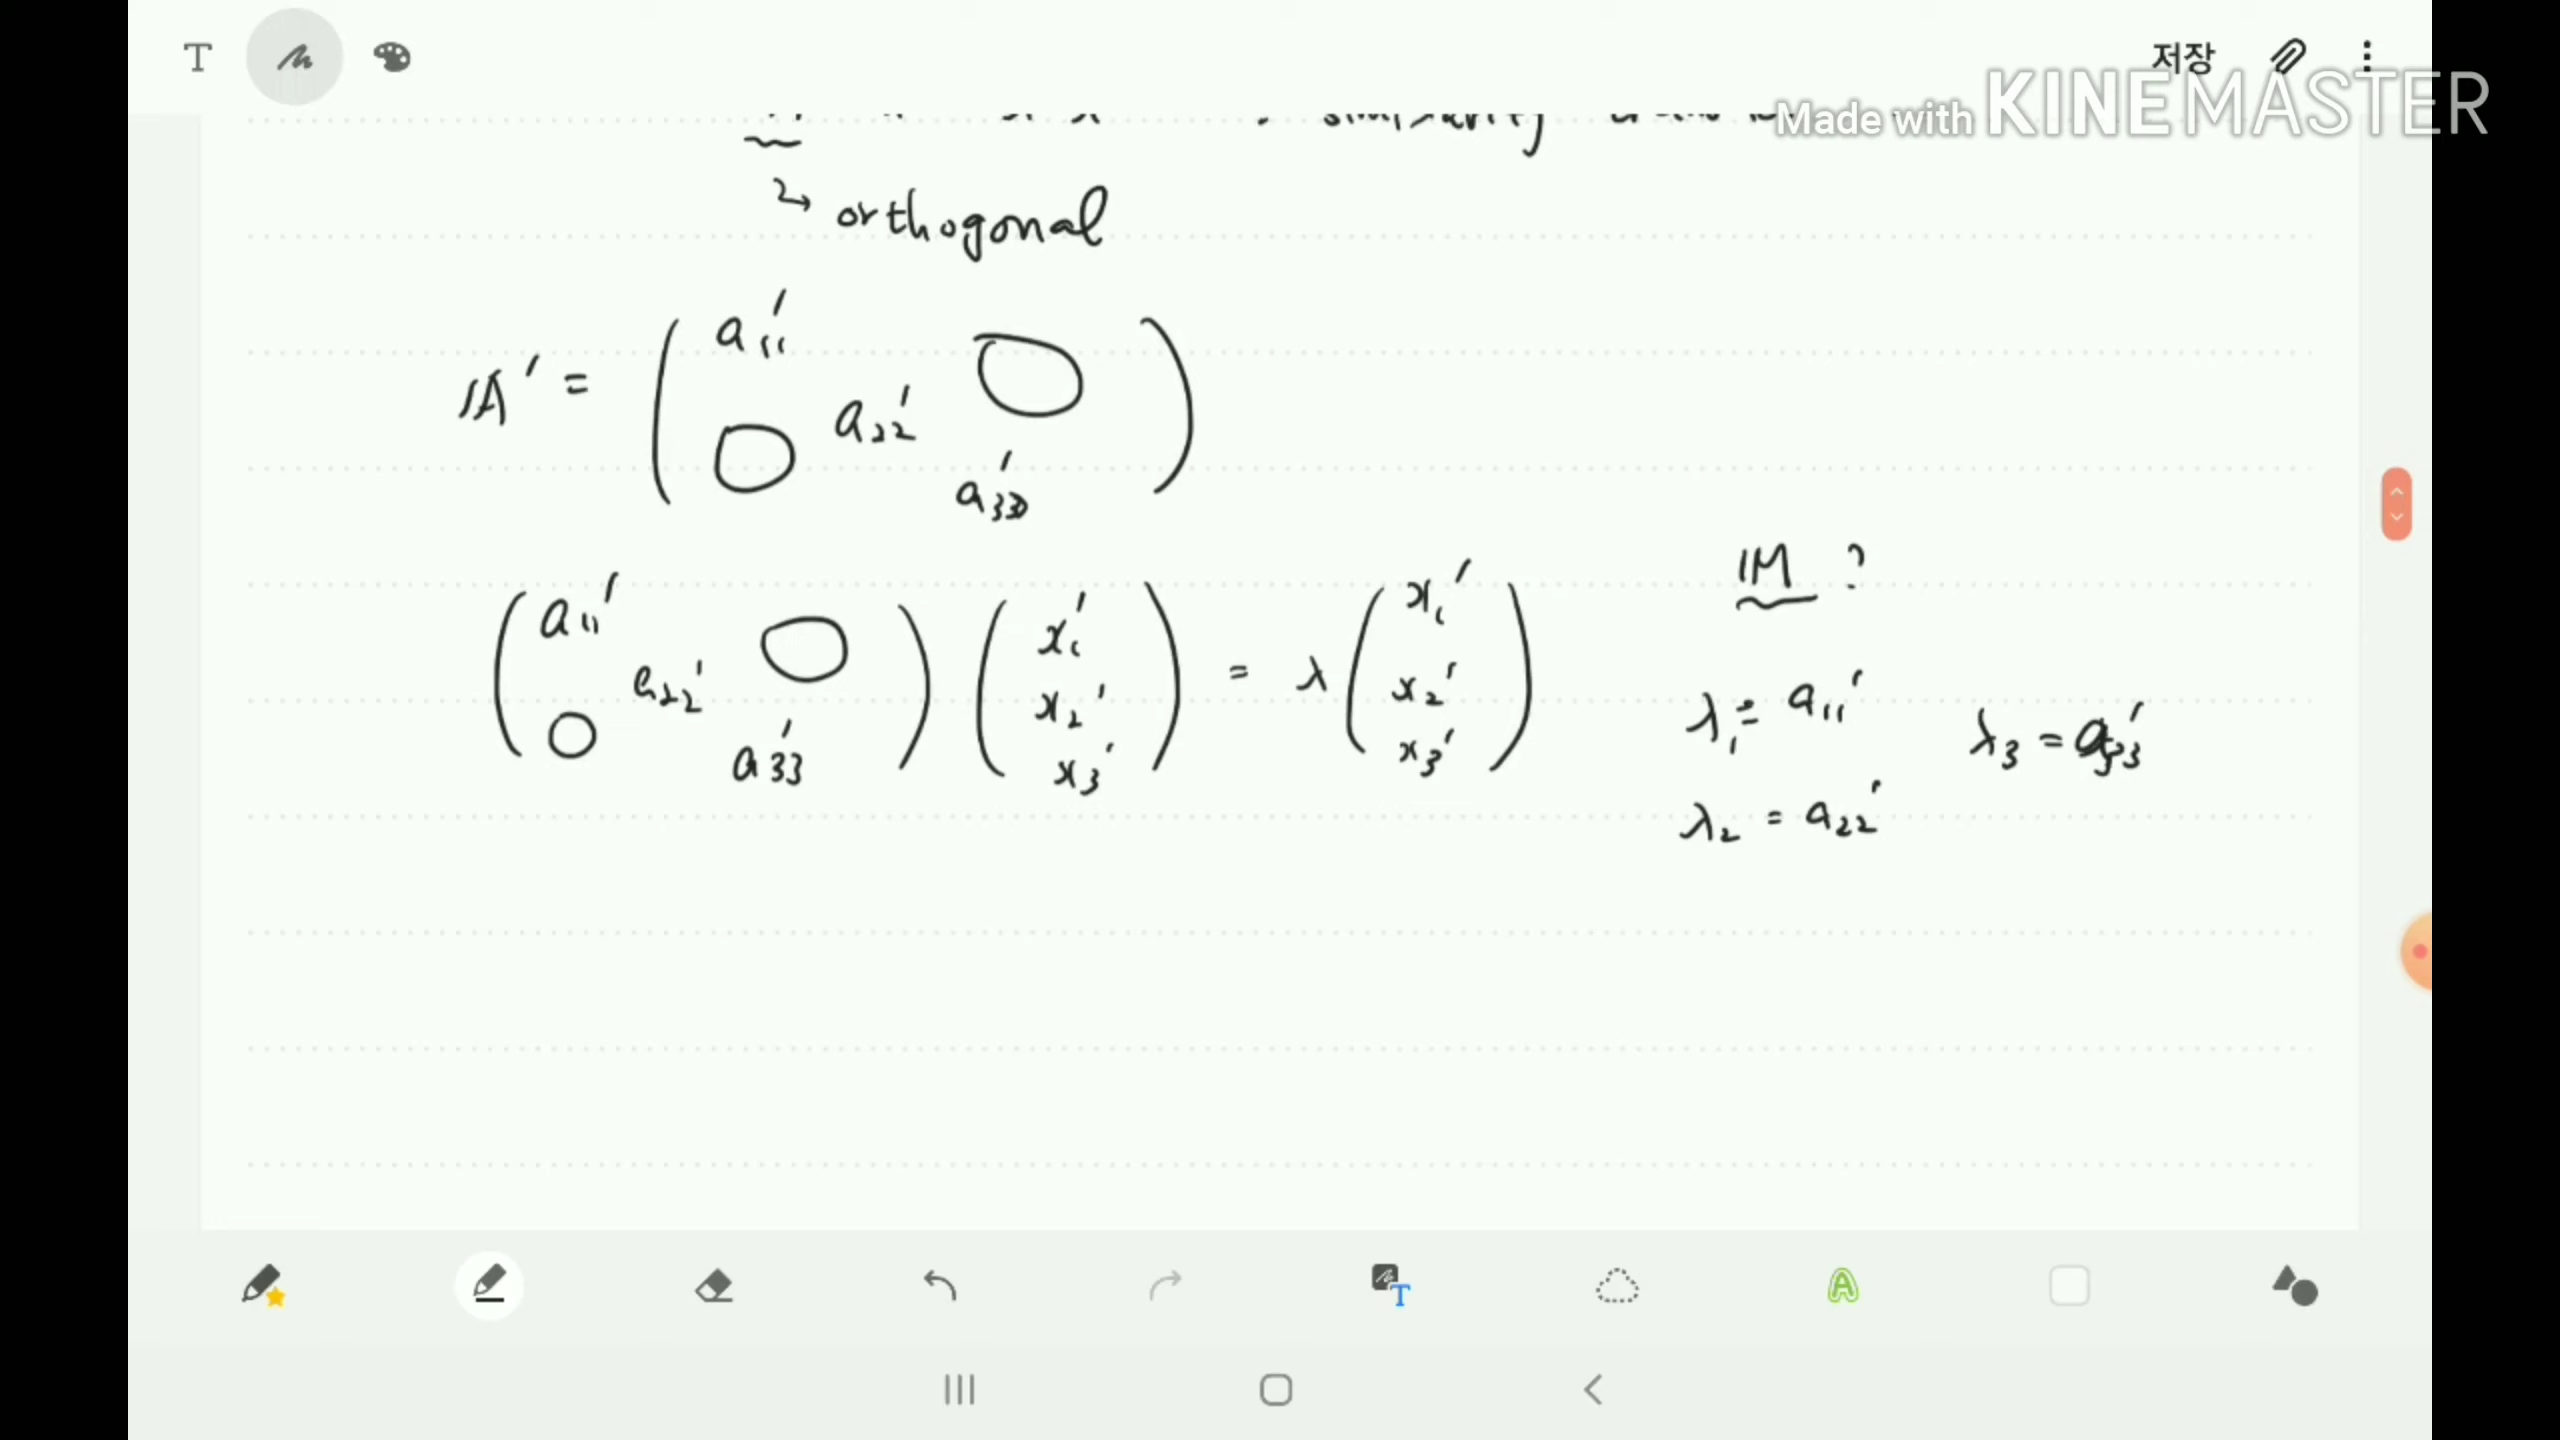 T 저장
Made with KINEMASTER
similarity
orthogonal
𝔸' = ( a₁₁' a₂₂' a₃₃' 0 0 )
( a₁₁' a₂₂' a₃₃' 0 0 ) ( x₁' x₂' x₃' ) = λ ( x₁' x₂' x₃' )
𝕄 ?
λ₁ = a₁₁'
λ₃ = a₃₃'
λ₂ = a₂₂'
T
A